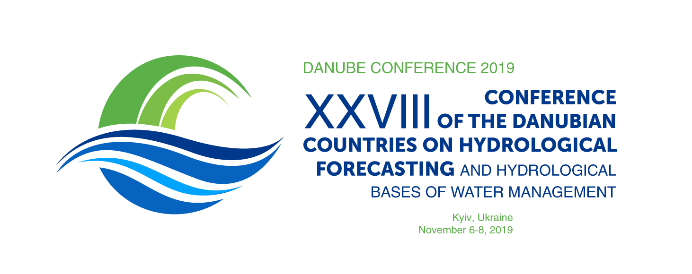 DANUBE CONFERENCE 2019
XXVIII CONFERENCE
OF THE DANUBIAN
COUNTRIES ON HYDROLOGICAL
FORECASTING AND HYDROLOGICAL
BASES OF WATER MANAGEMENT
Kyiv, Ukraine
November 6-8, 2019